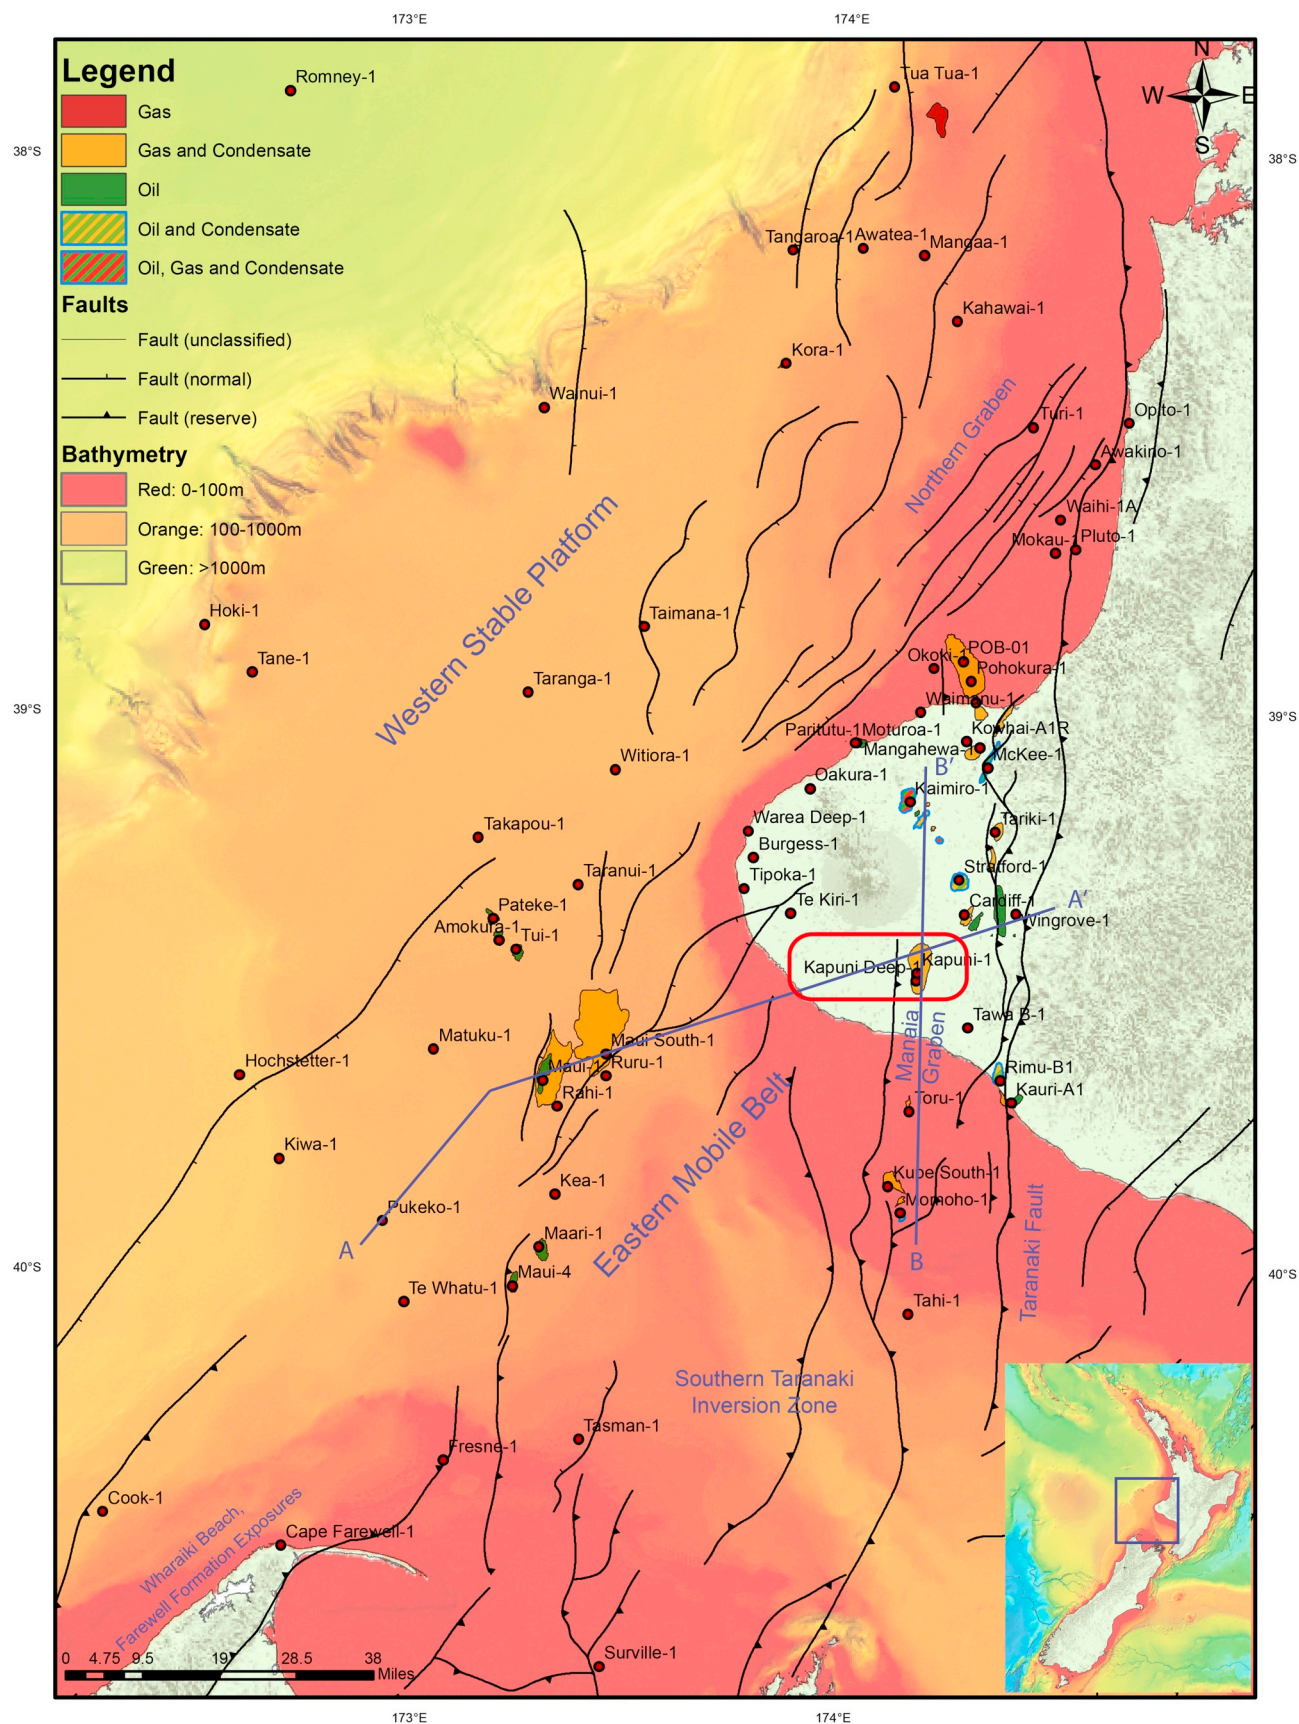 173°E
174°E
N
W
E
S
38°S
38°S
Legend
Gas
Gas and Condensate
Oil
Oil and Condensate
Oil, Gas and Condensate
Faults
Fault (unclassified)
Fault (normal)
Fault (reserve)
Bathymetry
Red: 0-100m
Orange: 100-1000m
Green: >1000m
Romney-1
Tua Tua-1
Tangaroa-1
Awatea-1
Mangaa-1
Kahawai-1
Kora-1
Wainui-1
Northern Graben
Turi-1
Opito-1
Awakino-1
Waihi-1A
Mokau-1
Pluto-1
Western Stable Platform
Hoki-1
Tane-1
Taimana-1
Taranga-1
Okoki-1
POB-01
Pohokura-1
39°S
39°S
Waimanu-1
Paritutu-1
Moturoa-1
Kowhai-A1R
Mangahewa-1
McKee-1
Witiora-1
Oakura-1
B'
Kaimiro-1
Takapou-1
Warea Deep-1
Tariki-1
Burgess-1
Taranui-1
Tipoka-1
Stratford-1
Pateke-1
Te Kiri-1
Cardiff-1
A'
Amokura-1
Tui-1
Wingrove-1
Kapuni Deep-1
Kapuni-1
Manaia
Graben
Tawa B-1
Matuku-1
Maui South-1
Hochstetter-1
Maui-1
Ruru-1
Rimu-B1
Rahi-1
Kauri-A1
Toru-1
Eastern Mobile Belt
Kiwa-1
Kea-1
Kupe South-1
Momoho-1
Pukeko-1
A
Maari-1
B
Taranaki Fault
40°S
40°S
Maui-4
Te Whatu-1
Tahi-1
Southern Taranaki
Inversion Zone
Tasman-1
Fresne-1
Cook-1
Wharaiki Beach,
Farewell Formation Exposures
Cape Farewell-1
Surville-1
0 4.75 9.5 19 28.5 38
Miles
173°E
174°E